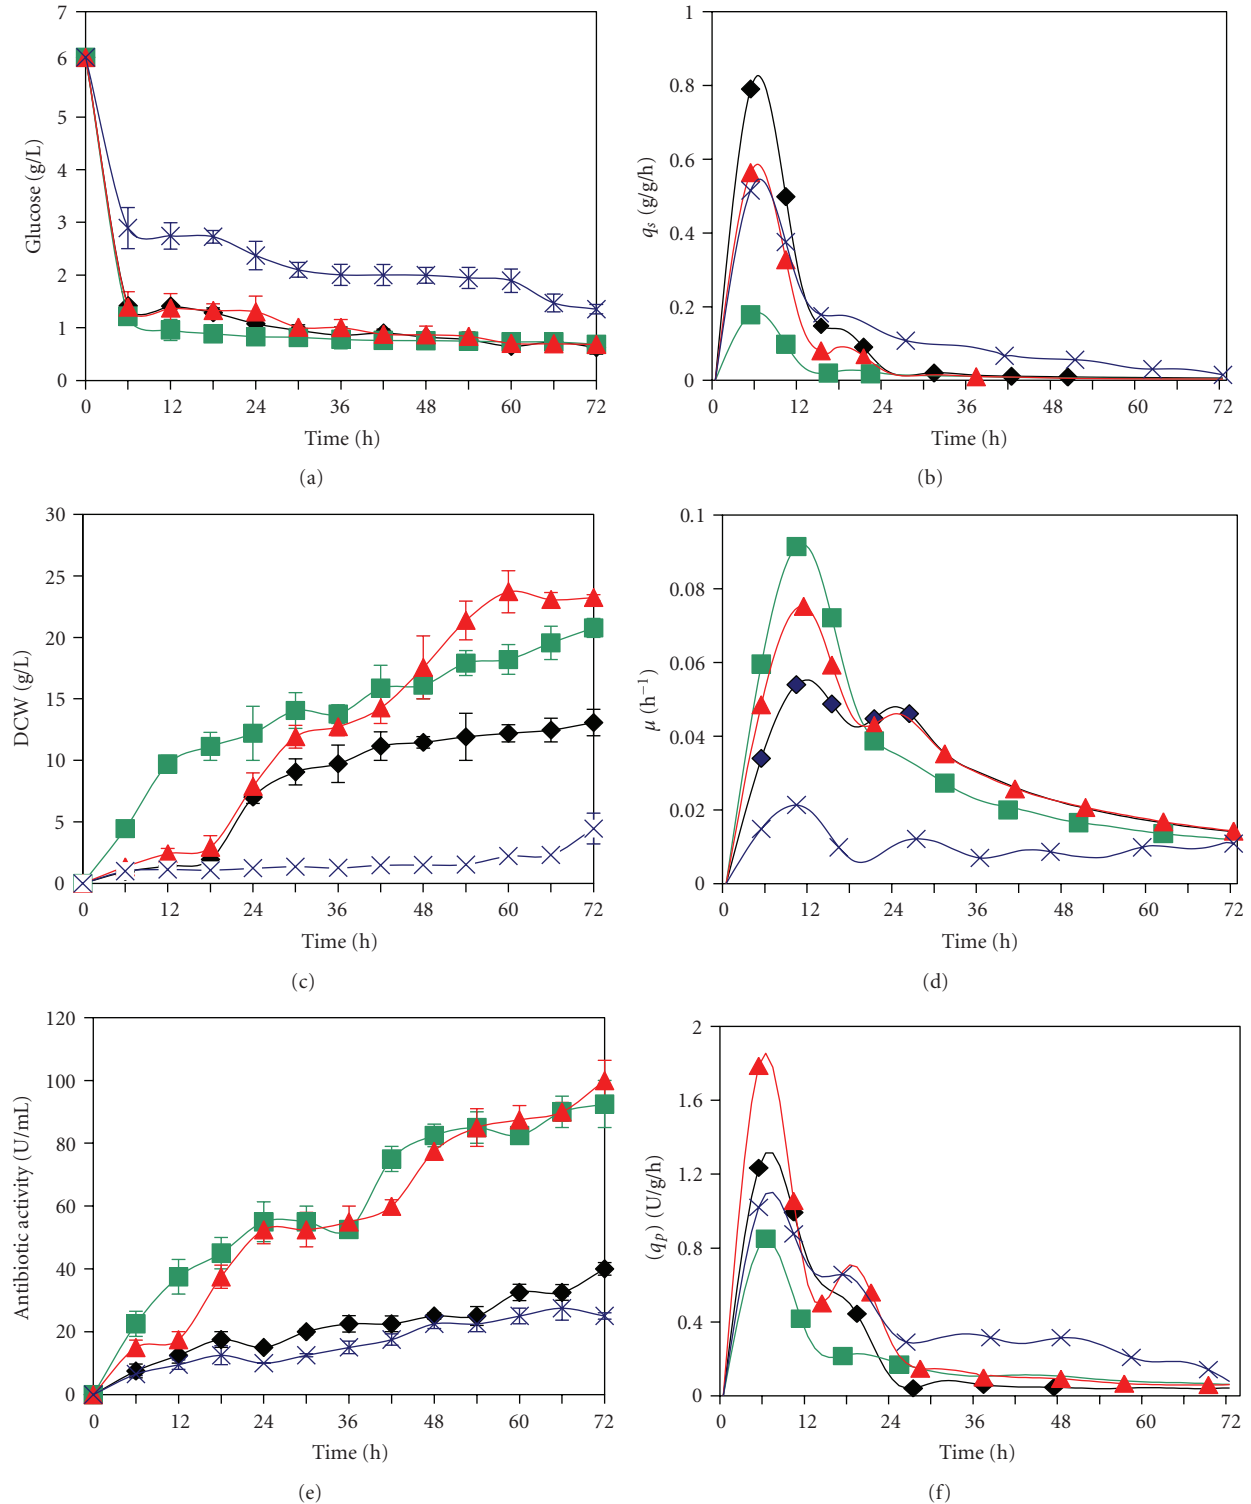 7
6
5
4
3
2
1
0
Glucose (g/L)
0 12 24 36 48 60 72
Time (h)
(a)
1
0.8
0.6
0.4
0.2
0
qₛ (g/g/h)
0 12 24 36 48 60 72
Time (h)
(b)
30
25
20
15
10
5
0
DCW (g/L)
0 12 24 36 48 60 72
Time (h)
(c)
0.1
0.08
0.06
0.04
0.02
0
μ (h⁻¹)
0 12 24 36 48 60 72
Time (h)
(d)
120
100
80
60
40
20
0
Antibiotic activity (U/mL)
0 12 24 36 48 60 72
Time (h)
(e)
2
1.6
1.2
0.8
0.4
0
(qₚ) (U/g/h)
0 12 24 36 48 60 72
Time (h)
(f)